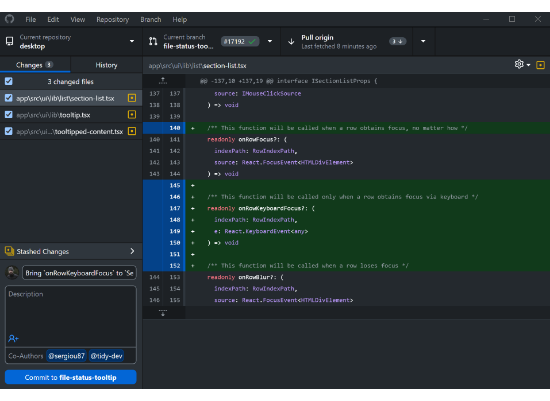 File Edit View Repository Branch Help
Current repository
desktop
Current branch
file-status-too...
#17192
Pull origin
Last fetched 8 minutes ago
3
Changes 3
History
3 changed files
app\src\ui\lib\list\section-list.tsx
app\src\ui\lib\tooltip.tsx
app\src\ui...\tooltipped-content.tsx
Stashed Changes
Bring 'onRowKeyboardFocus' to 'Se
Description
Co-Authors @sergiou87 @tidy-dev
Commit to file-status-tooltip
app\src\ui\lib\list\section-list.tsx
@@ -137,10 +137,19 @@ interface ISectionListProps {
137 137 source: IMouseClickSource
138 138 ) => void
139 139
140 + /** This function will be called when a row obtains focus, no matter how */
140 141 readonly onRowFocus?: (
141 142 indexPath: RowIndexPath,
142 143 source: React.FocusEvent<HTMLDivElement>
143 144 ) => void
145 +
146 + /** This function will be called only when a row obtains focus via keyboard */
147 + readonly onRowKeyboardFocus?: (
148 + indexPath: RowIndexPath,
149 + e: React.KeyboardEvent<any>
150 + ) => void
151 +
152 + /** This function will be called when a row loses focus */
144 153 readonly onRowBlur?: (
145 154 indexPath: RowIndexPath,
146 155 source: React.FocusEvent<HTMLDivElement>